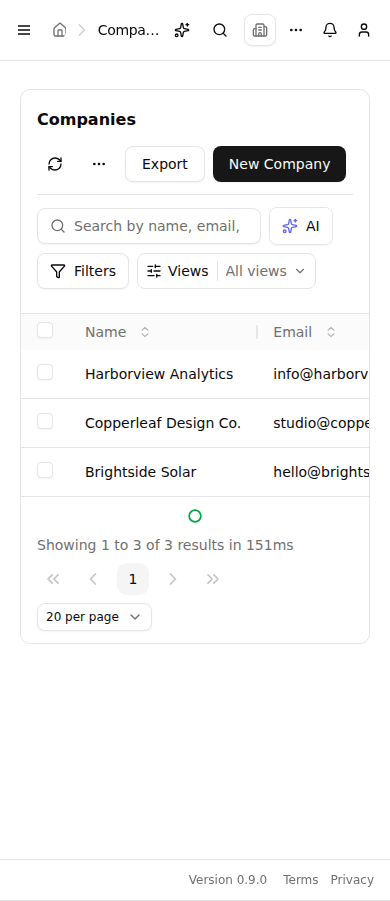 Compa...
Companies
Export
New Company
Search by name, email,
AI
Filters
Views
All views
Name
Email
Harborview Analytics
info@harborv
Copperleaf Design Co.
studio@coppe
Brightside Solar
hello@brights
Showing 1 to 3 of 3 results in 151ms
1
20 per page
Version 0.9.0
Terms
Privacy